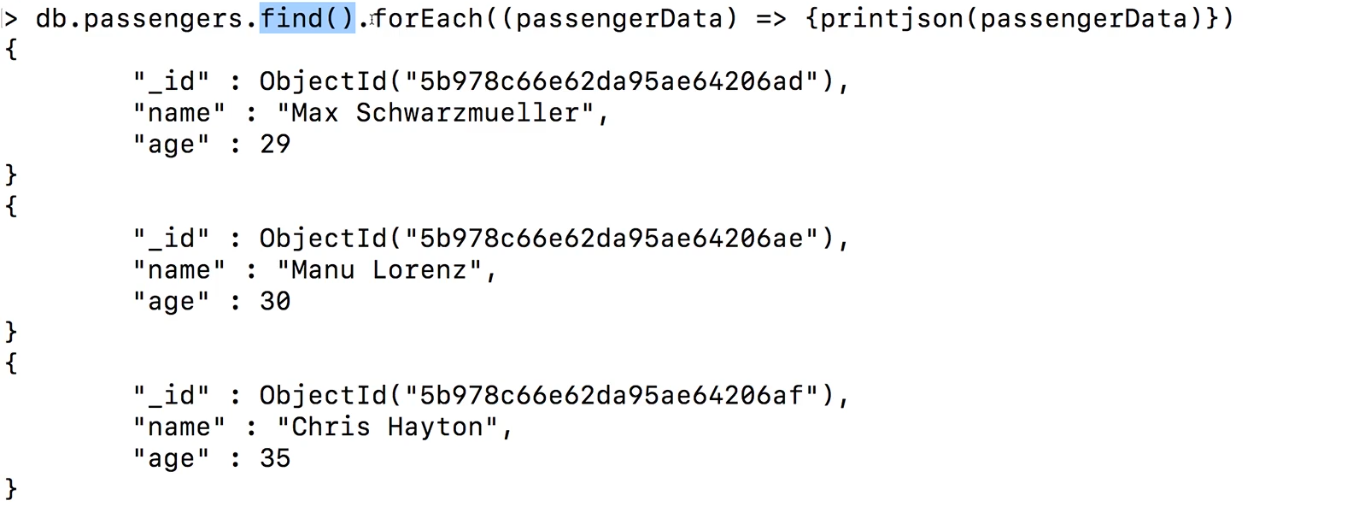 > db.passengers.find().forEach((passengerData) => {printjson(passengerData)})
{
"_id" : ObjectId("5b978c66e62da95ae64206ad"),
"name" : "Max Schwarzmueller",
"age" : 29
}
{
"_id" : ObjectId("5b978c66e62da95ae64206ae"),
"name" : "Manu Lorenz",
"age" : 30
}
{
"_id" : ObjectId("5b978c66e62da95ae64206af"),
"name" : "Chris Hayton",
"age" : 35
}